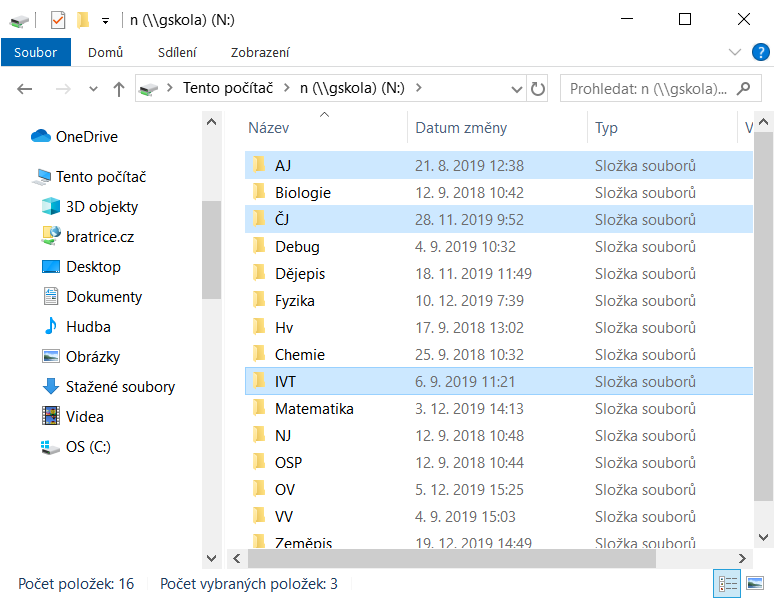 n (\\gskola) (N:)
Soubor Domů Sdílení Zobrazení
Tento počítač n (\\gskola) (N:) Prohledat: n (\\gskola)...
OneDrive
Tento počítač
3D objekty
bratrice.cz
Desktop
Dokumenty
Hudba
Obrázky
Stažené soubory
Videa
OS (C:)
Název Datum změny Typ V
AJ 21. 8. 2019 12:38 Složka souborů
Biologie 12. 9. 2018 10:42 Složka souborů
ČJ 28. 11. 2019 9:52 Složka souborů
Debug 4. 9. 2019 10:32 Složka souborů
Dějepis 18. 11. 2019 11:49 Složka souborů
Fyzika 10. 12. 2019 7:39 Složka souborů
Hv 17. 9. 2018 13:02 Složka souborů
Chemie 25. 9. 2018 10:32 Složka souborů
IVT 6. 9. 2019 11:21 Složka souborů
Matematika 3. 12. 2019 14:13 Složka souborů
NJ 12. 9. 2018 10:48 Složka souborů
OSP 12. 9. 2018 10:44 Složka souborů
OV 5. 12. 2019 15:25 Složka souborů
VV 4. 9. 2019 15:03 Složka souborů
Zeměpis 19. 12. 2019 14:49 Složka souborů
Počet položek: 16 Počet vybraných položek: 3